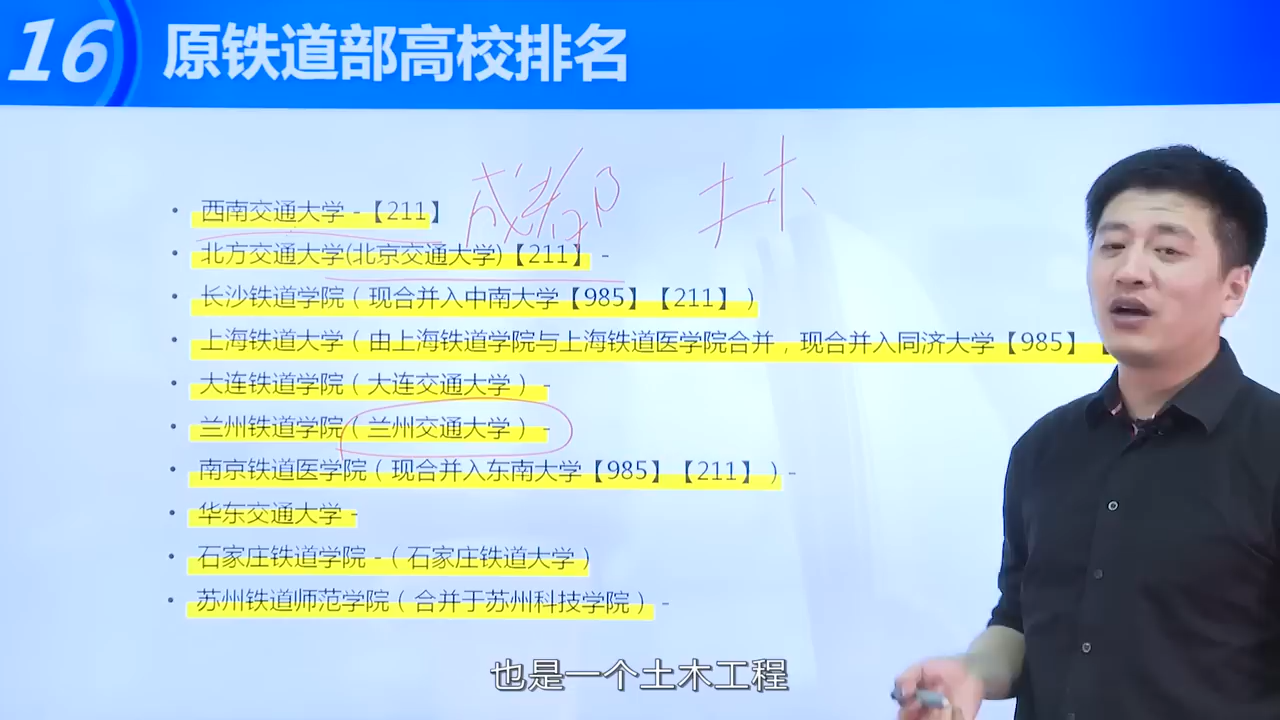 16 原铁道部高校排名
成都 土木
• 西南交通大学 -【211】
• 北方交通大学(北京交通大学)【211】 -
• 长沙铁道学院（现合并入中南大学【985】【211】）
• 上海铁道大学（由上海铁道学院与上海铁道医学院合并，现合并入同济大学【985】【
• 大连铁道学院（大连交通大学）-
• 兰州铁道学院（兰州交通大学）-
• 南京铁道医学院（现合并入东南大学【985】【211】）-
• 华东交通大学 -
• 石家庄铁道学院 -（石家庄铁道大学）
• 苏州铁道师范学院（合并于苏州科技学院）-
也是一个土木工程